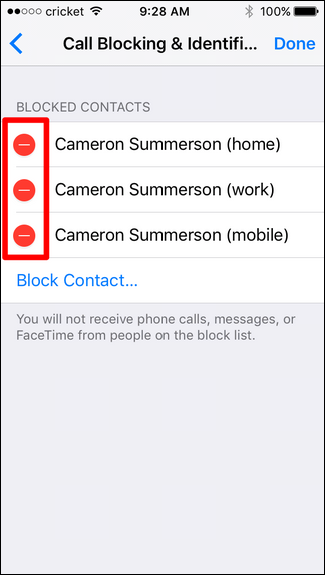 cricket 9:28 AM 100%
Call Blocking & Identifi... Done
BLOCKED CONTACTS
Cameron Summerson (home)
Cameron Summerson (work)
Cameron Summerson (mobile)
Block Contact...
You will not receive phone calls, messages, or
FaceTime from people on the block list.